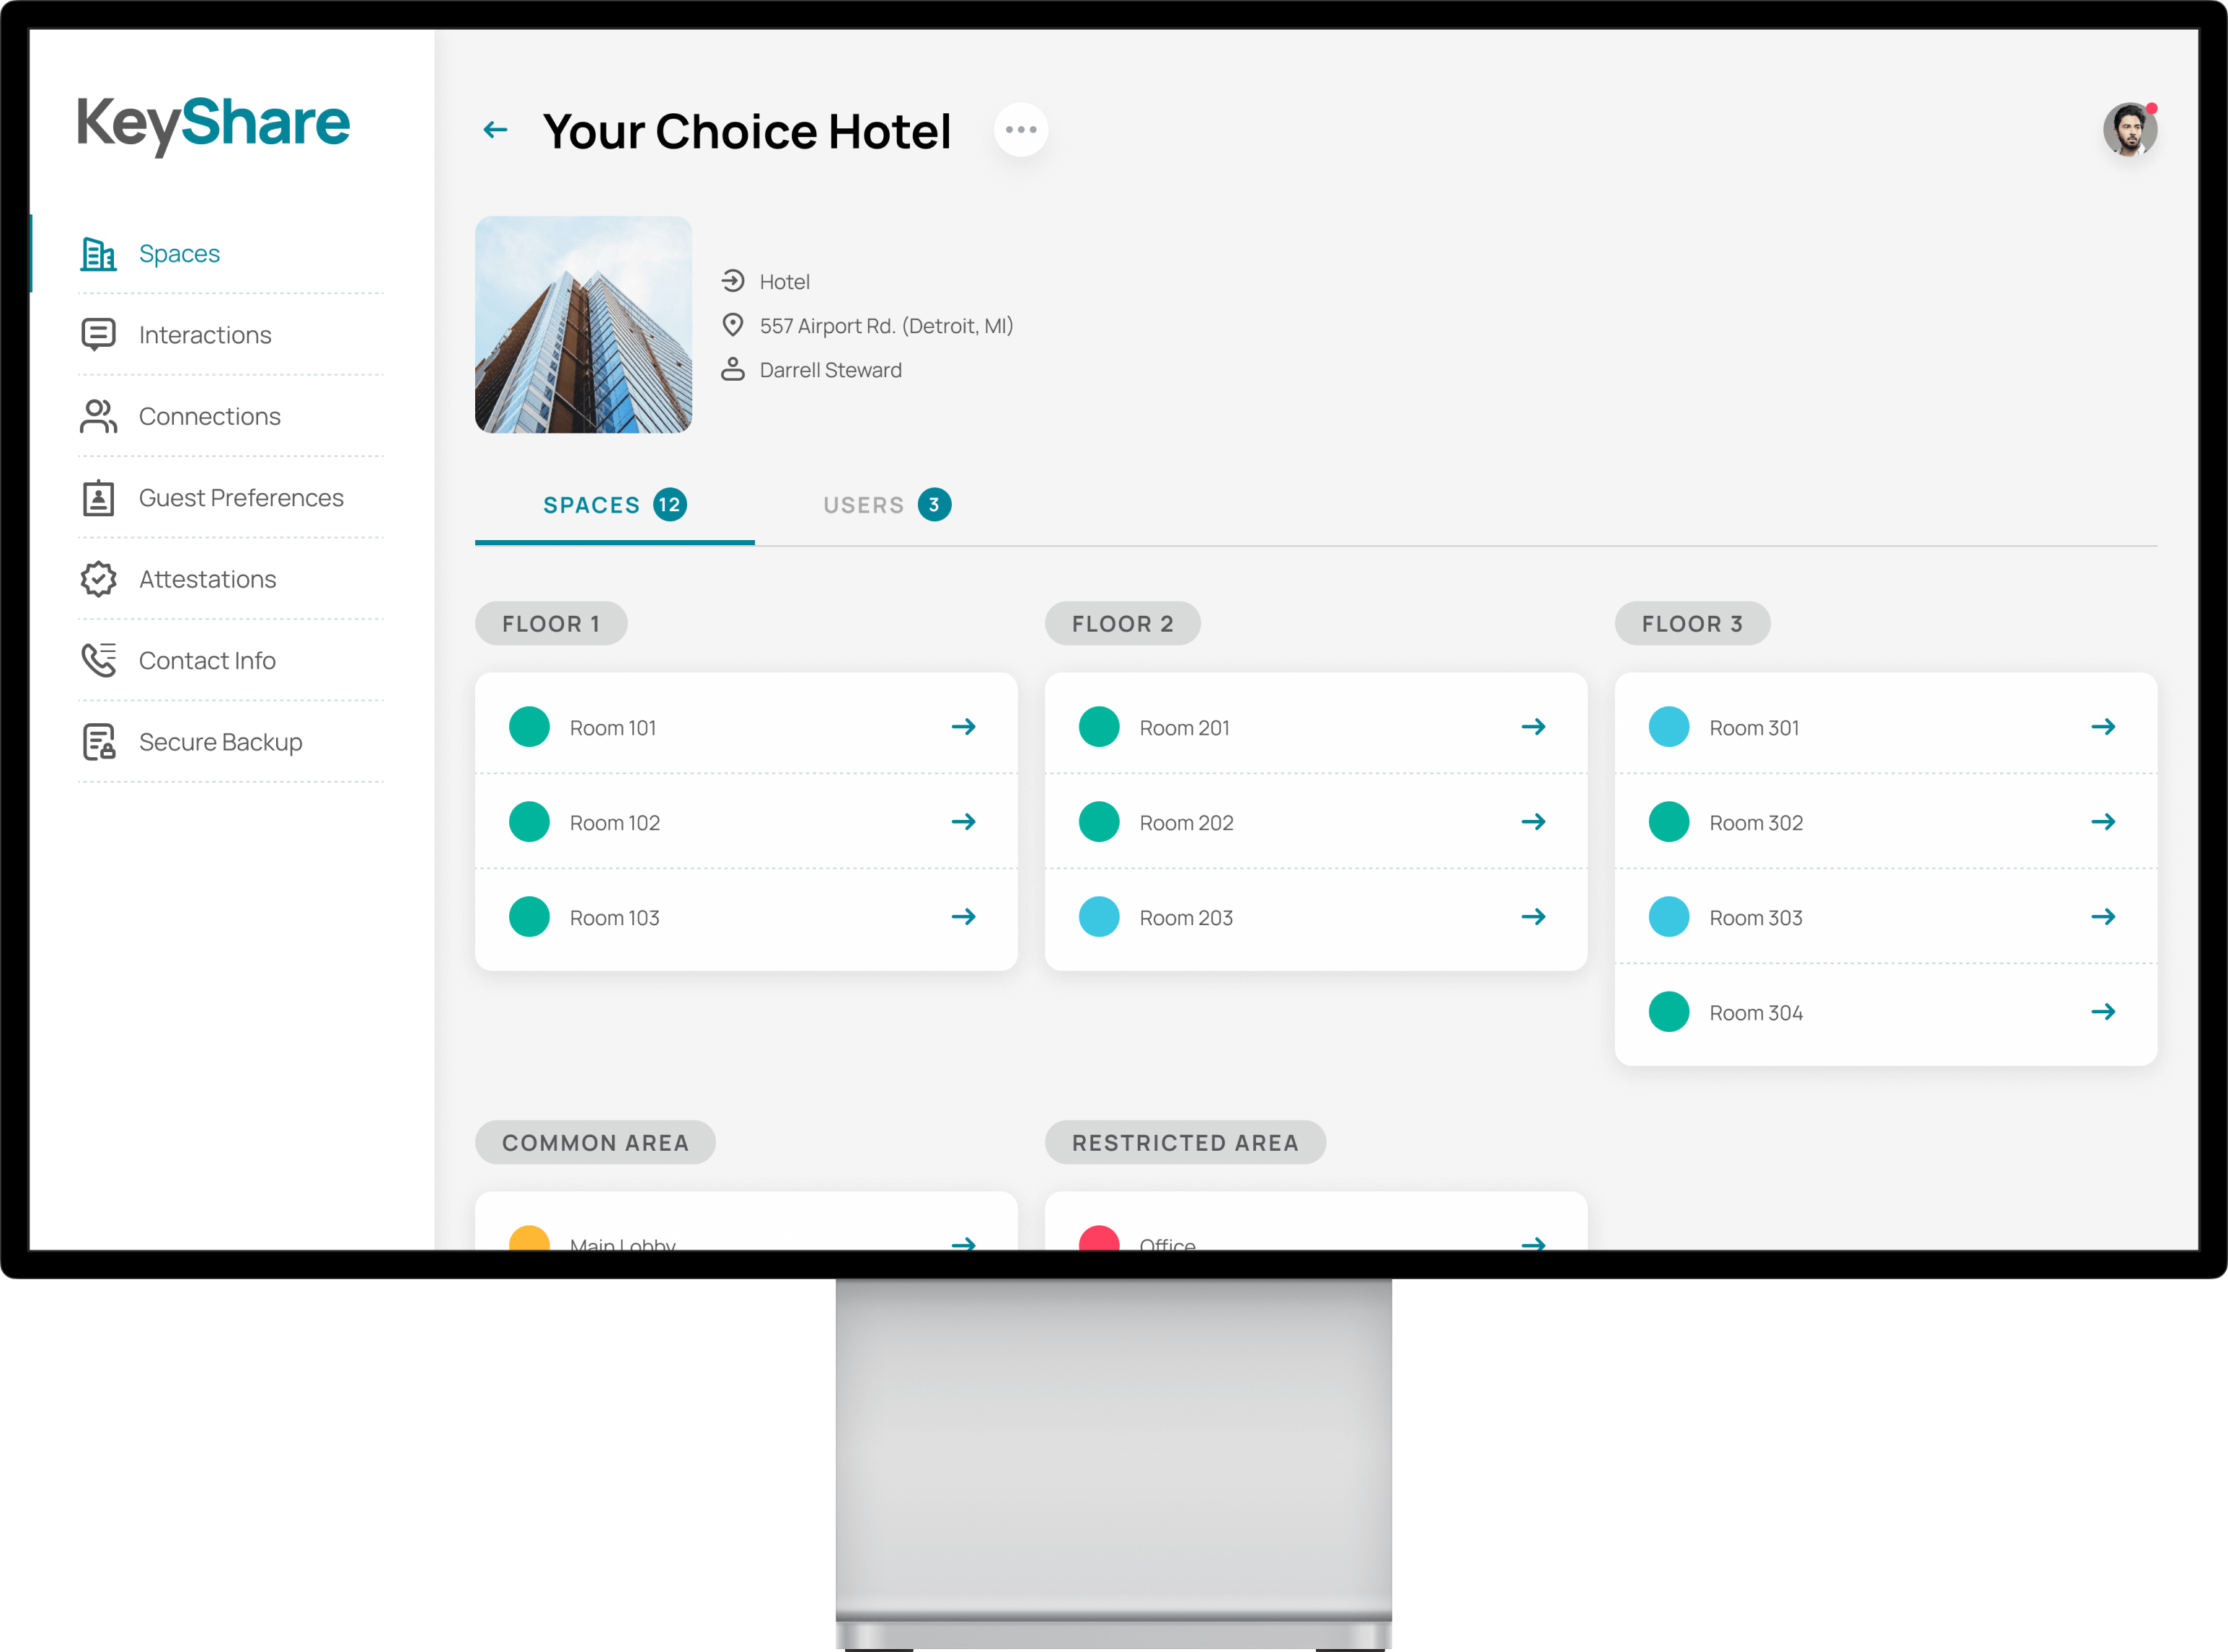 KeyShare
Spaces
Interactions
Connections
Guest Preferences
Attestations
Contact Info
Secure Backup
Your Choice Hotel
Hotel
557 Airport Rd. (Detroit, MI)
Darrell Steward
SPACES 12
USERS 3
FLOOR 1
Room 101
Room 102
Room 103
FLOOR 2
Room 201
Room 202
Room 203
FLOOR 3
Room 301
Room 302
Room 303
Room 304
COMMON AREA
Main Lobby
RESTRICTED AREA
Office